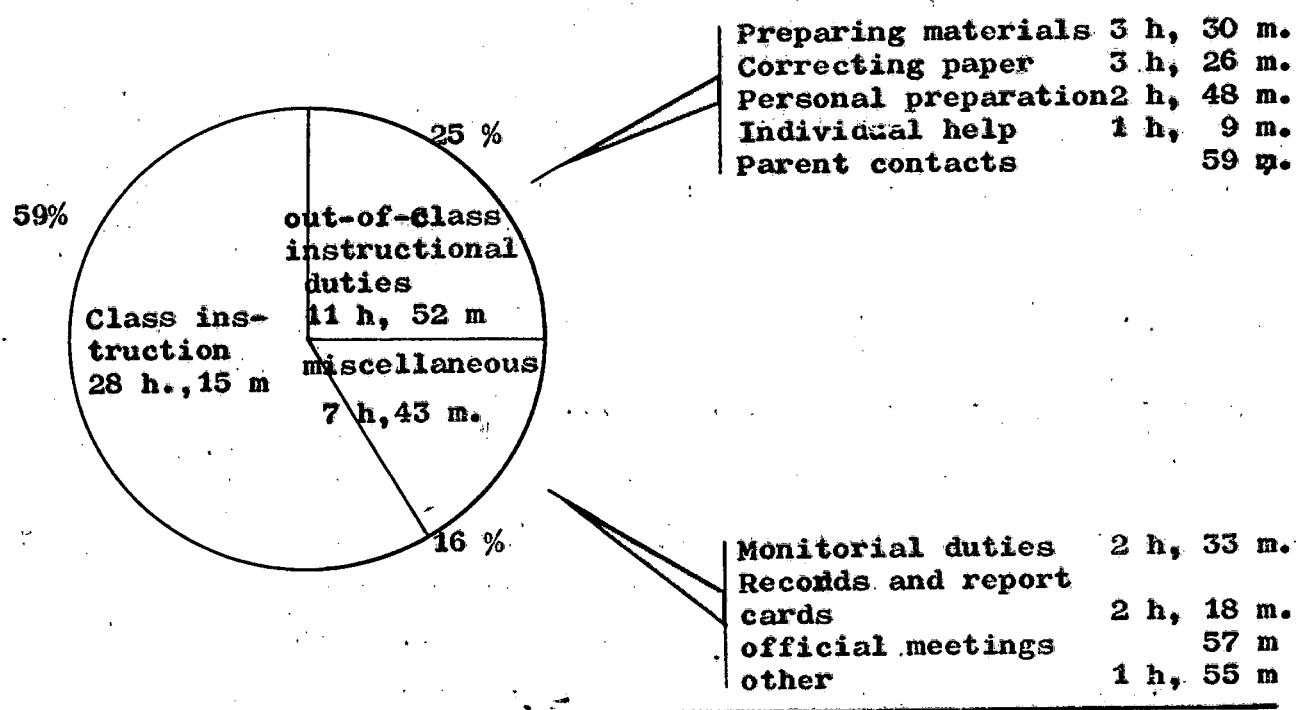 Preparing materials 3 h, 30 m.
Correcting paper 3 h, 26 m.
Personal preparation2 h, 48 m.
Individual help 1 h, 9 m.
Parent contacts 59 m.
25 %
59%
out-of-class
instructional
duties
11 h, 52 m
Class ins-
truction
28 h.,15 m
miscellaneous
7 h,43 m.
16 %
Monitorial duties 2 h, 33 m.
Records and report
cards 2 h, 18 m.
official meetings 57 m
other 1 h, 55 m